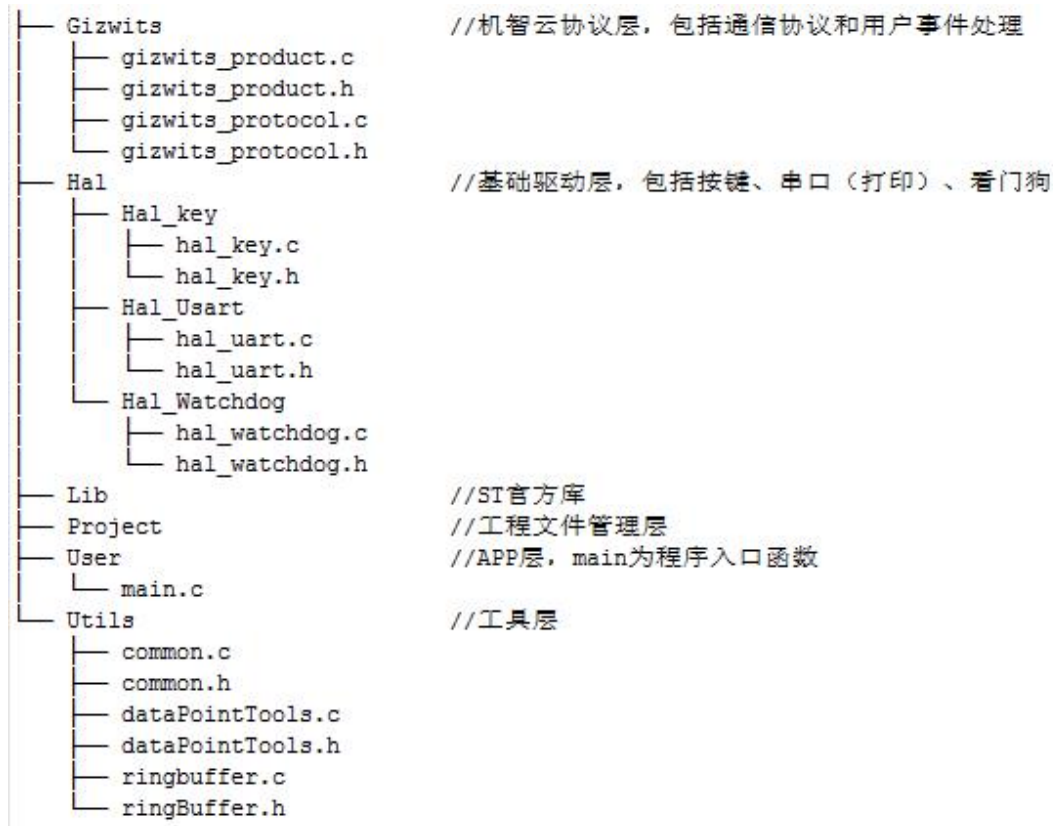 ├── Gizwits //机智云协议层，包括通信协议和用户事件处理
│   ├── gizwits_product.c
│   ├── gizwits_product.h
│   ├── gizwits_protocol.c
│   └── gizwits_protocol.h
├── Hal //基础驱动层，包括按键、串口（打印）、看门狗
│   ├── Hal_key
│   │   ├── hal_key.c
│   │   └── hal_key.h
│   ├── Hal_Usart
│   │   ├── hal_uart.c
│   │   └── hal_uart.h
│   └── Hal_Watchdog
│       ├── hal_watchdog.c
│       └── hal_watchdog.h
├── Lib //ST官方库
├── Project //工程文件管理层
├── User //APP层，main为程序入口函数
│   └── main.c
└── Utils //工具层
    ├── common.c
    ├── common.h
    ├── dataPointTools.c
    ├── dataPointTools.h
    ├── ringbuffer.c
    └── ringBuffer.h